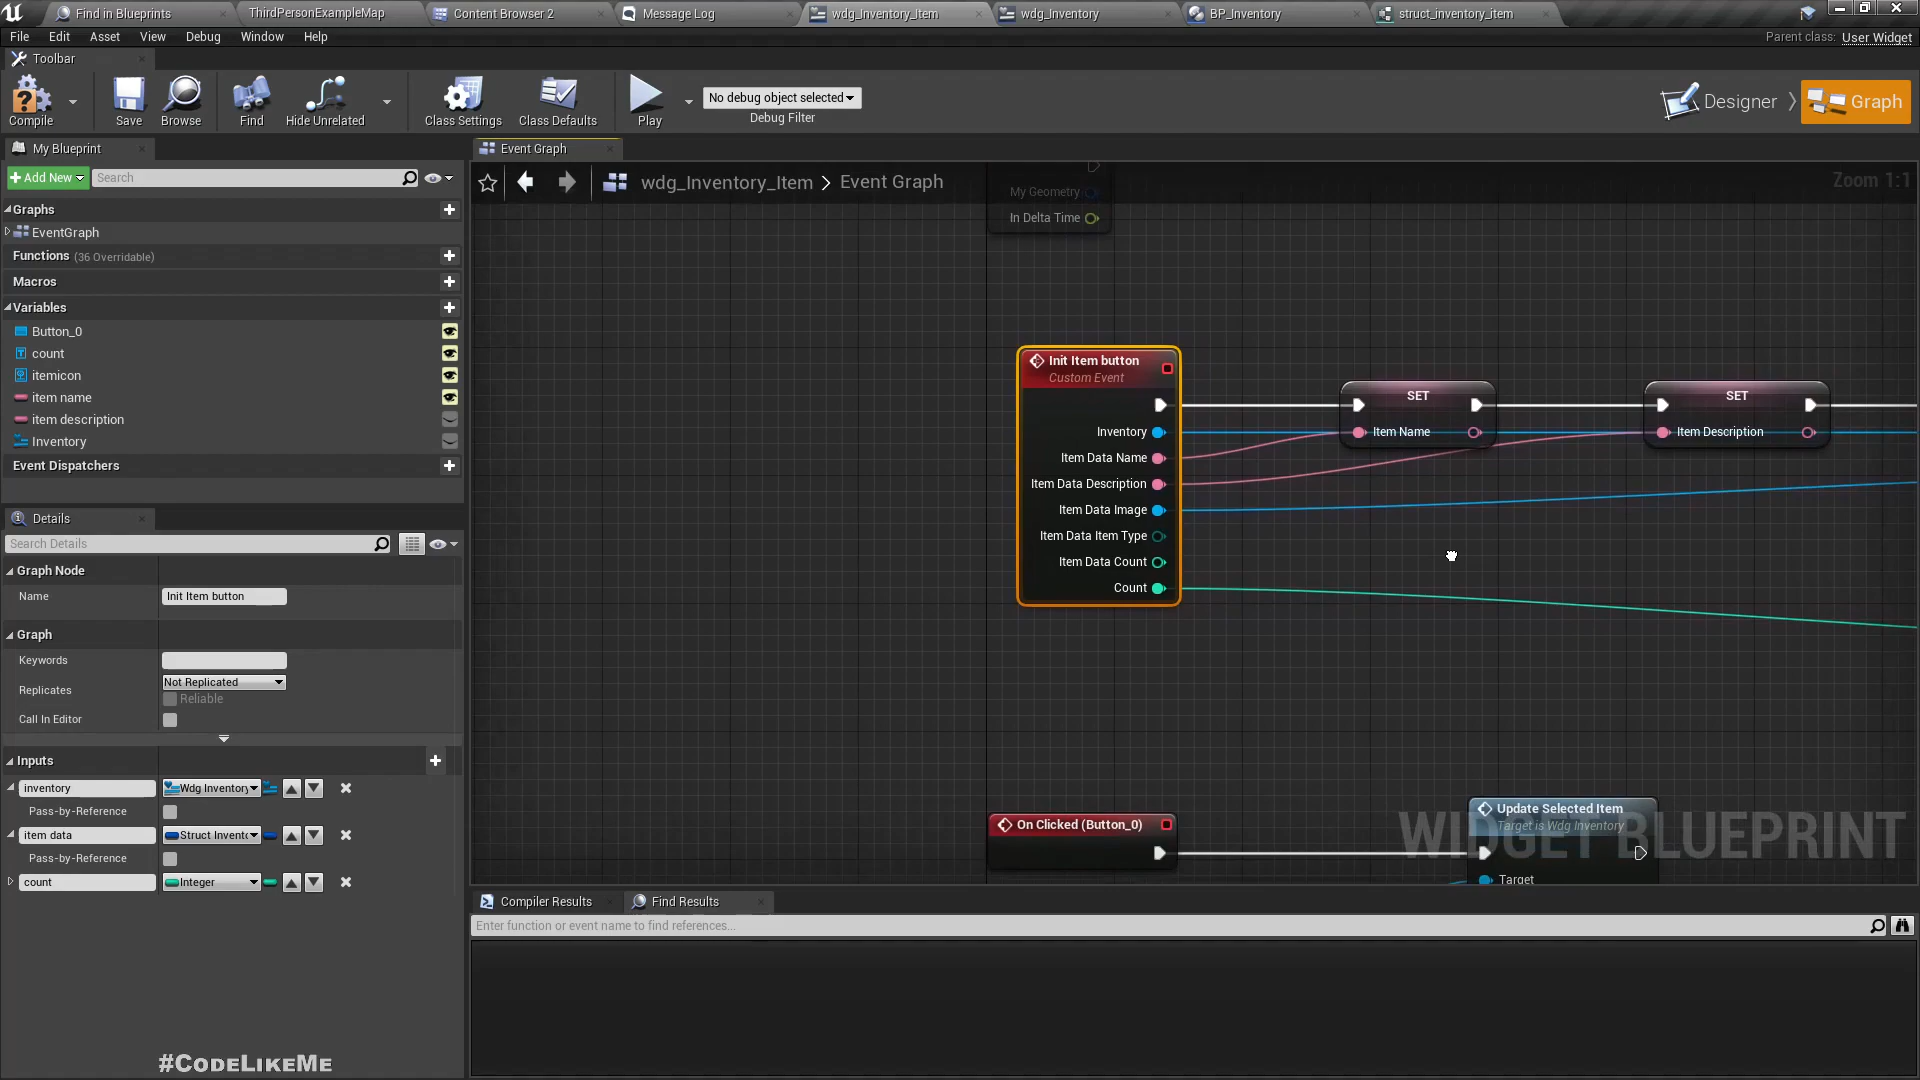 Find in Blueprints
ThirdPersonExampleMap
Content Browser 2
Message Log
wdg_Inventory_Item
wdg_Inventory
BP_Inventory
struct_inventory_item
File
Edit
Asset
View
Debug
Window
Help
Parent class: User Widget
Toolbar
Compile
Save
Browse
Find
Hide Unrelated
Class Settings
Class Defaults
Play
No debug object selected
Debug Filter
Designer
Graph
My Blueprint
Event Graph
Add New
Search
wdg_Inventory_Item > Event Graph
Zoom 1:1
Graphs
EventGraph
Functions (36 Overridable)
Macros
Variables
Button_0
count
itemicon
item name
item description
Inventory
Event Dispatchers
My Geometry
In Delta Time
Init Item button
Custom Event
Inventory
Item Data Name
Item Data Description
Item Data Image
Item Data Item Type
Item Data Count
Count
SET
Item Name
SET
Item Description
Details
Search Details
Graph Node
Name
Init Item button
Graph
Keywords
Replicates
Not Replicated
Reliable
Call In Editor
Inputs
inventory
Wdg Inventory
Pass-by-Reference
item data
Struct Invento
Pass-by-Reference
count
Integer
On Clicked (Button_0)
Update Selected Item
Target is Wdg Inventory
Target
WIDGET BLUEPRINT
Compiler Results
Find Results
Enter function or event name to find references...
#CodeLikeMe